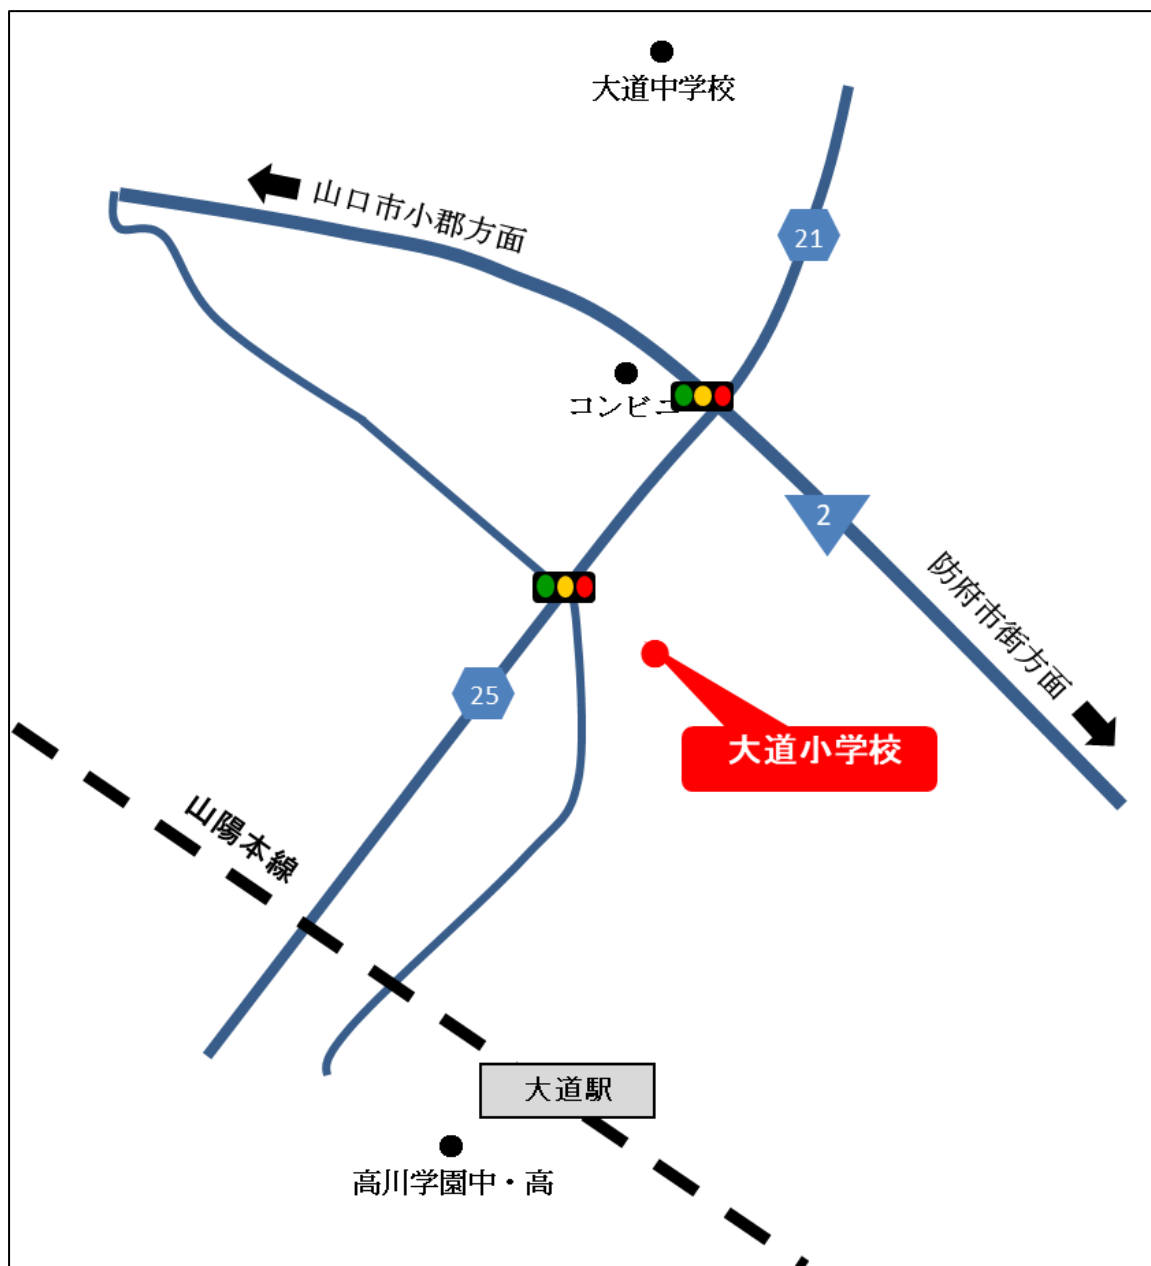 大道中学校
山口市小郡方面
21
コンビニ
2
防府市街方面
25
大道小学校
山陽本線
大道駅
高川学園中・高